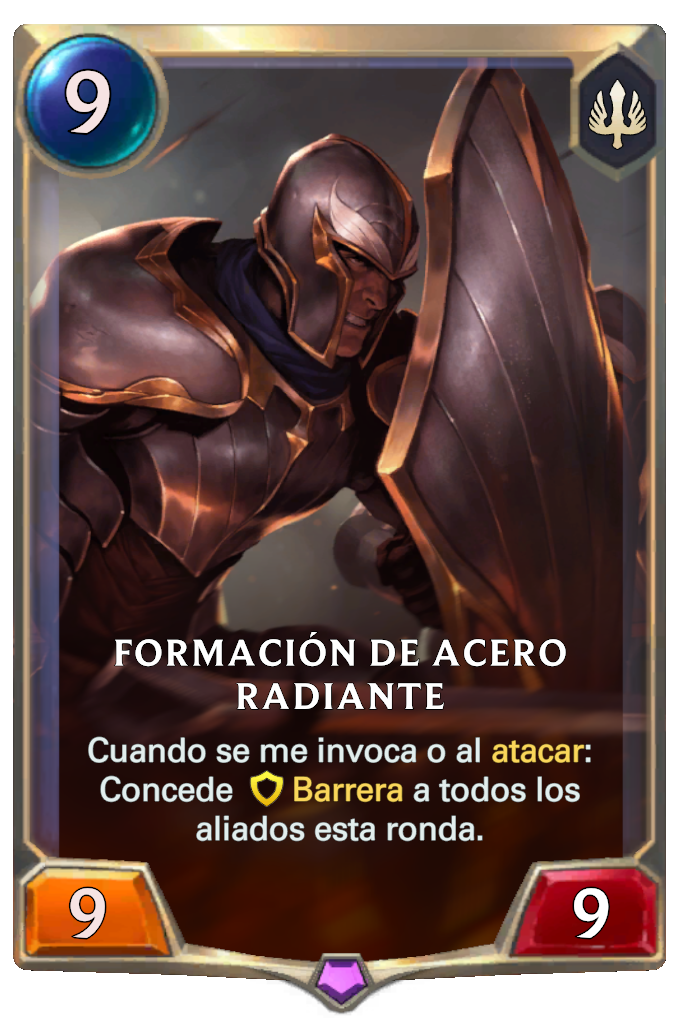 9
FORMACIÓN DE ACERO
RADIANTE
Cuando se me invoca o al atacar:
Concede Barrera a todos los
aliados esta ronda.
9
9